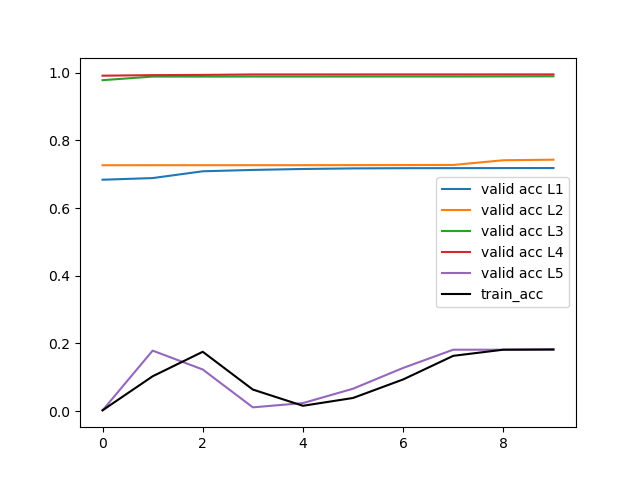 1.0
0.8
0.6
0.4
0.2
0.0
valid acc L1
valid acc L2
valid acc L3
valid acc L4
valid acc L5
train_acc
0 2 4 6 8